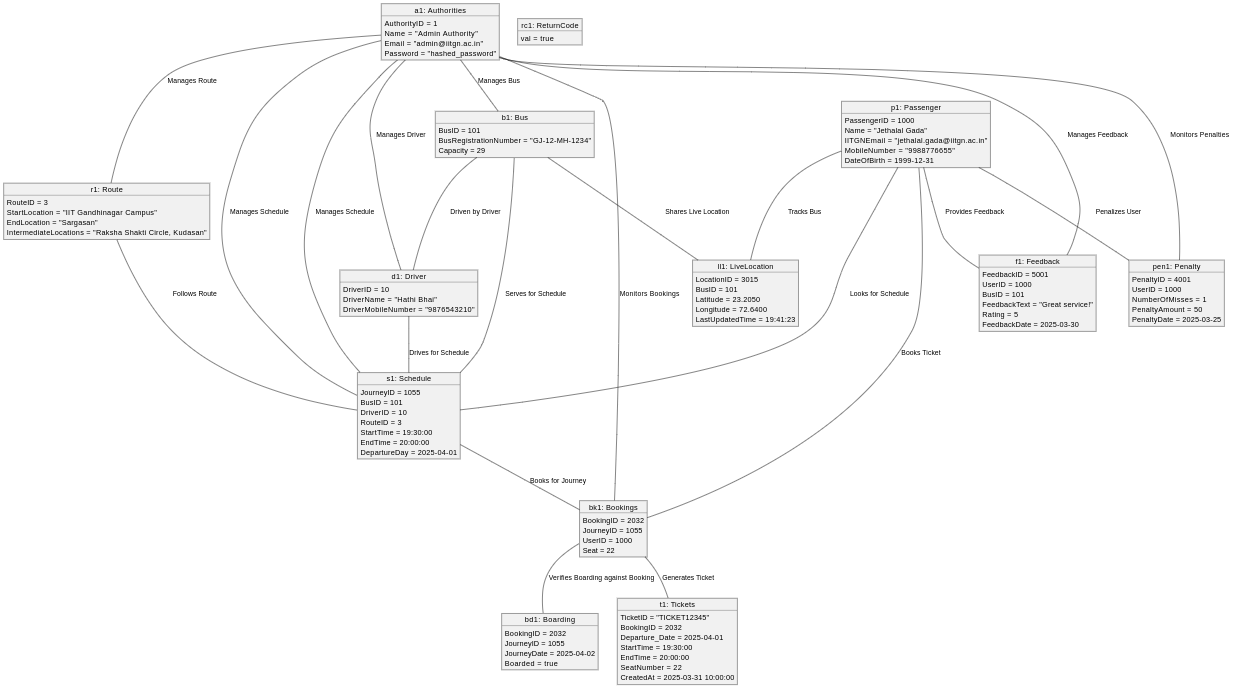 a1: Authorities
AuthorityID = 1
Name = "Admin Authority"
Email = "admin@iitgn.ac.in"
Password = "hashed_password"
rc1: ReturnCode
val = true
Manages Route
Manages Bus
b1: Bus
BusID = 101
BusRegistrationNumber = "GJ-12-MH-1234"
Capacity = 29
p1: Passenger
PassengerID = 1000
Name = "Jethalal Gada"
IITGNEmail = "jethalal.gada@iitgn.ac.in"
MobileNumber = "9988776655"
DateOfBirth = 1999-12-31
Manages Driver
Manages Feedback
Monitors Penalties
r1: Route
RouteID = 3
StartLocation = "IIT Gandhinagar Campus"
EndLocation = "Sargasan"
IntermediateLocations = "Raksha Shakti Circle, Kudasan"
Manages Schedule
Manages Schedule
Driven by Driver
Shares Live Location
Tracks Bus
Provides Feedback
Penalizes User
d1: Driver
DriverID = 10
DriverName = "Hathi Bhai"
DriverMobileNumber = "9876543210"
ll1: LiveLocation
LocationID = 3015
BusID = 101
Latitude = 23.2050
Longitude = 72.6400
LastUpdatedTime = 19:41:23
f1: Feedback
FeedbackID = 5001
UserID = 1000
BusID = 101
FeedbackText = "Great service!"
Rating = 5
FeedbackDate = 2025-03-30
pen1: Penalty
PenaltyID = 4001
UserID = 1000
NumberOfMisses = 1
PenaltyAmount = 50
PenaltyDate = 2025-03-25
Follows Route
Serves for Schedule
Monitors Bookings
Looks for Schedule
Drives for Schedule
Books Ticket
s1: Schedule
JourneyID = 1055
BusID = 101
DriverID = 10
RouteID = 3
StartTime = 19:30:00
EndTime = 20:00:00
DepartureDay = 2025-04-01
Books for Journey
bk1: Bookings
BookingID = 2032
JourneyID = 1055
UserID = 1000
Seat = 22
Verifies Boarding against Booking
Generates Ticket
bd1: Boarding
BookingID = 2032
JourneyID = 1055
JourneyDate = 2025-04-02
Boarded = true
t1: Tickets
TicketID = "TICKET12345"
BookingID = 2032
Departure_Date = 2025-04-01
StartTime = 19:30:00
EndTime = 20:00:00
SeatNumber = 22
CreatedAt = 2025-03-31 10:00:00